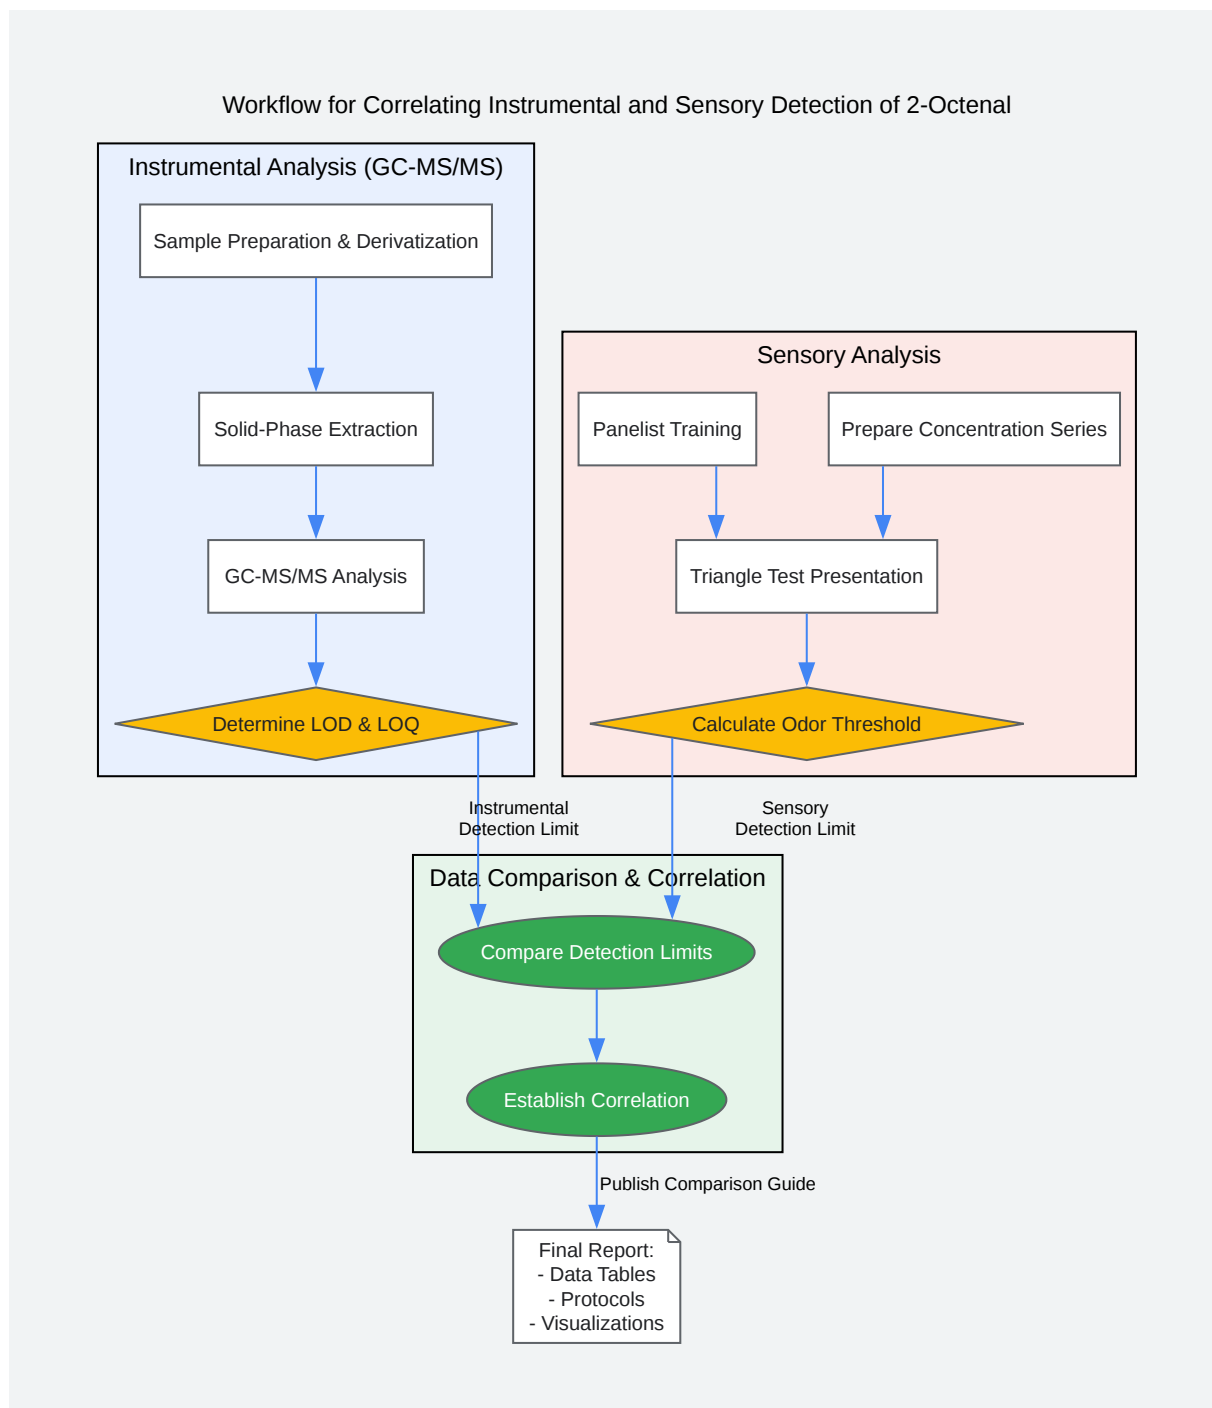 Workflow for Correlating Instrumental and Sensory Detection of 2-Octenal
Instrumental Analysis (GC-MS/MS)
Sample Preparation & Derivatization
Solid-Phase Extraction
GC-MS/MS Analysis
Determine LOD & LOQ
Sensory Analysis
Panelist Training
Prepare Concentration Series
Triangle Test Presentation
Calculate Odor Threshold
Instrumental
Detection Limit
Sensory
Detection Limit
Data Comparison & Correlation
Compare Detection Limits
Establish Correlation
Publish Comparison Guide
Final Report:
- Data Tables
- Protocols
- Visualizations